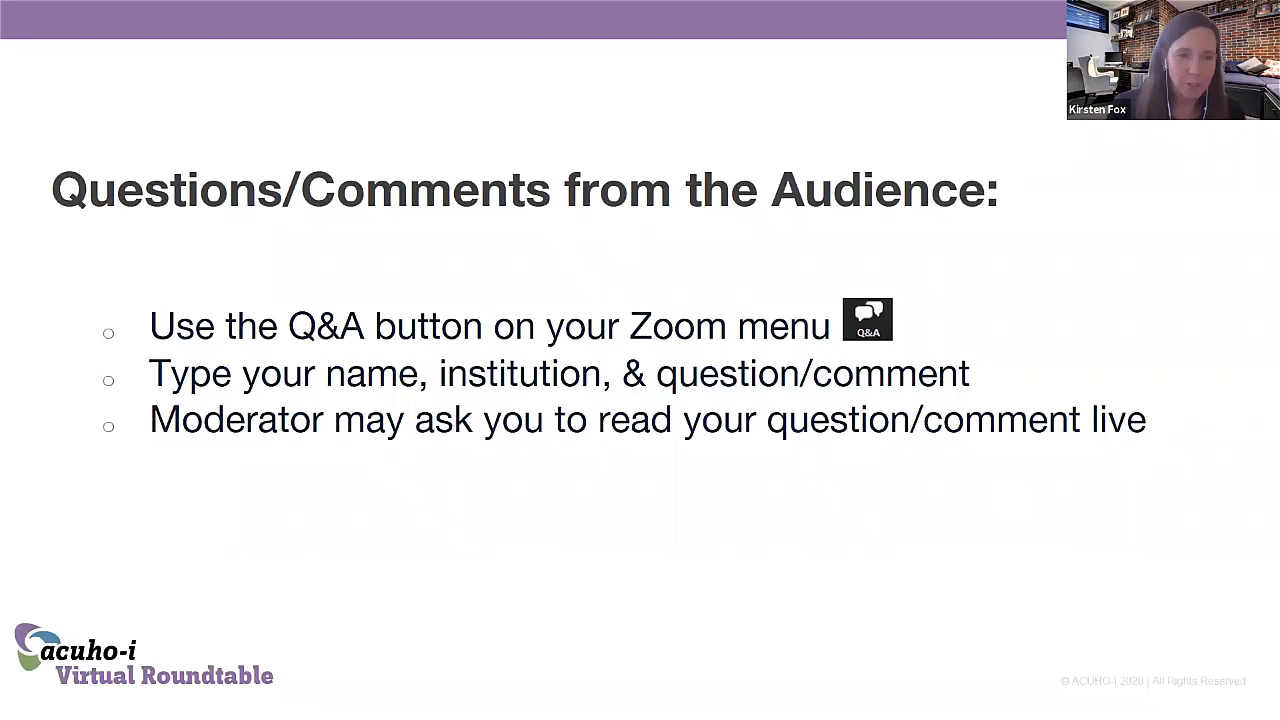 Kirsten Fox
Questions/Comments from the Audience:
Use the Q&A button on your Zoom menu
Q&A
Type your name, institution, & question/comment
Moderator may ask you to read your question/comment live
acuho-i
Virtual Roundtable
© ACUHO-I 2020 | All Rights Reserved